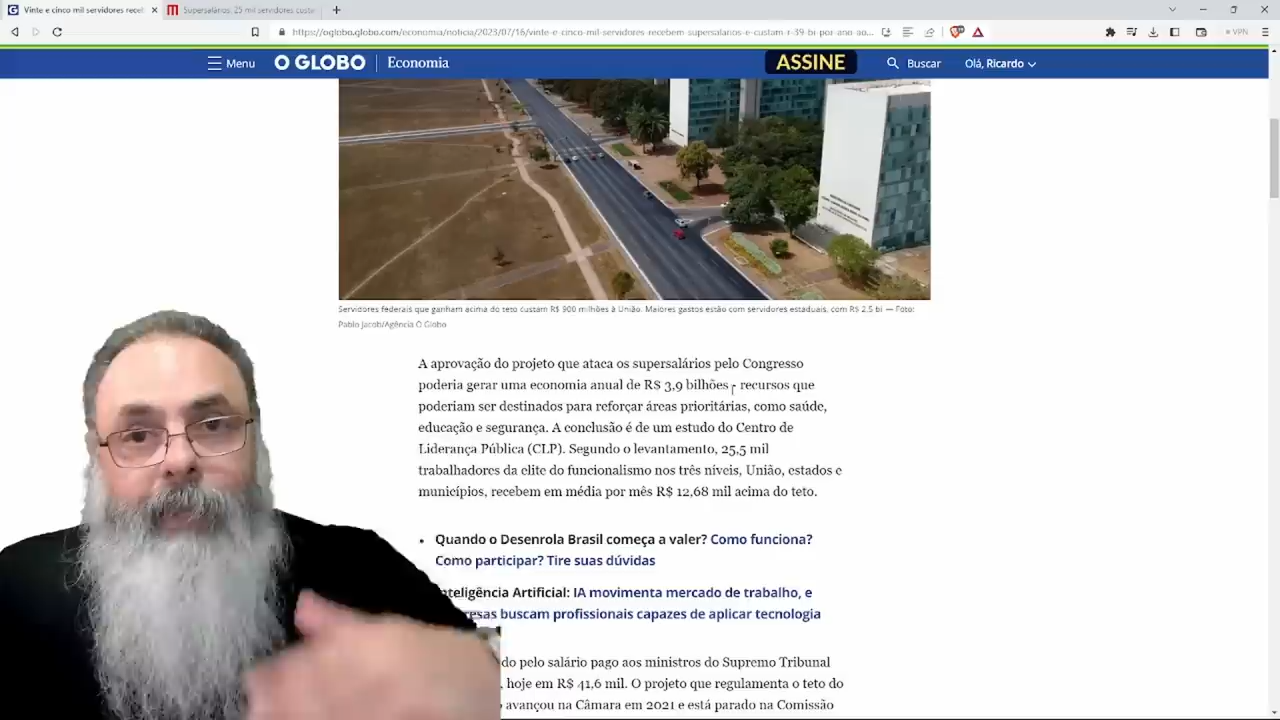 Vinte e cinco mil servidores recet
Supersalários: 25 mil servidores custa
https://oglobo.globo.com/economia/noticia/2023/07/16/vinte-e-cinco-mil-servidores-recebem-supersalarios-e-custam-r-39-bi-por-ano-ao...
VPN
Menu
O GLOBO
Economia
ASSINE
Buscar
Olá, Ricardo
Servidores federais que ganham acima do teto custam R$ 900 milhões à União. Maiores gastos estão com servidores estaduais, com R$ 2,5 bi — Foto:
Pablo Jacob/Agência O Globo
A aprovação do projeto que ataca os supersalários pelo Congresso
poderia gerar uma economia anual de R$ 3,9 bilhões - recursos que
poderiam ser destinados para reforçar áreas prioritárias, como saúde,
educação e segurança. A conclusão é de um estudo do Centro de
Liderança Pública (CLP). Segundo o levantamento, 25,5 mil
trabalhadores da elite do funcionalismo nos três níveis, União, estados e
municípios, recebem em média por mês R$ 12,68 mil acima do teto.
• Quando o Desenrola Brasil começa a valer? Como funciona?
Como participar? Tire suas dúvidas
nteligência Artificial: IA movimenta mercado de trabalho, e
resas buscam profissionais capazes de aplicar tecnologia
do pelo salário pago aos ministros do Supremo Tribunal
, hoje em R$ 41,6 mil. O projeto que regulamenta o teto do
avançou na Câmara em 2021 e está parado na Comissão